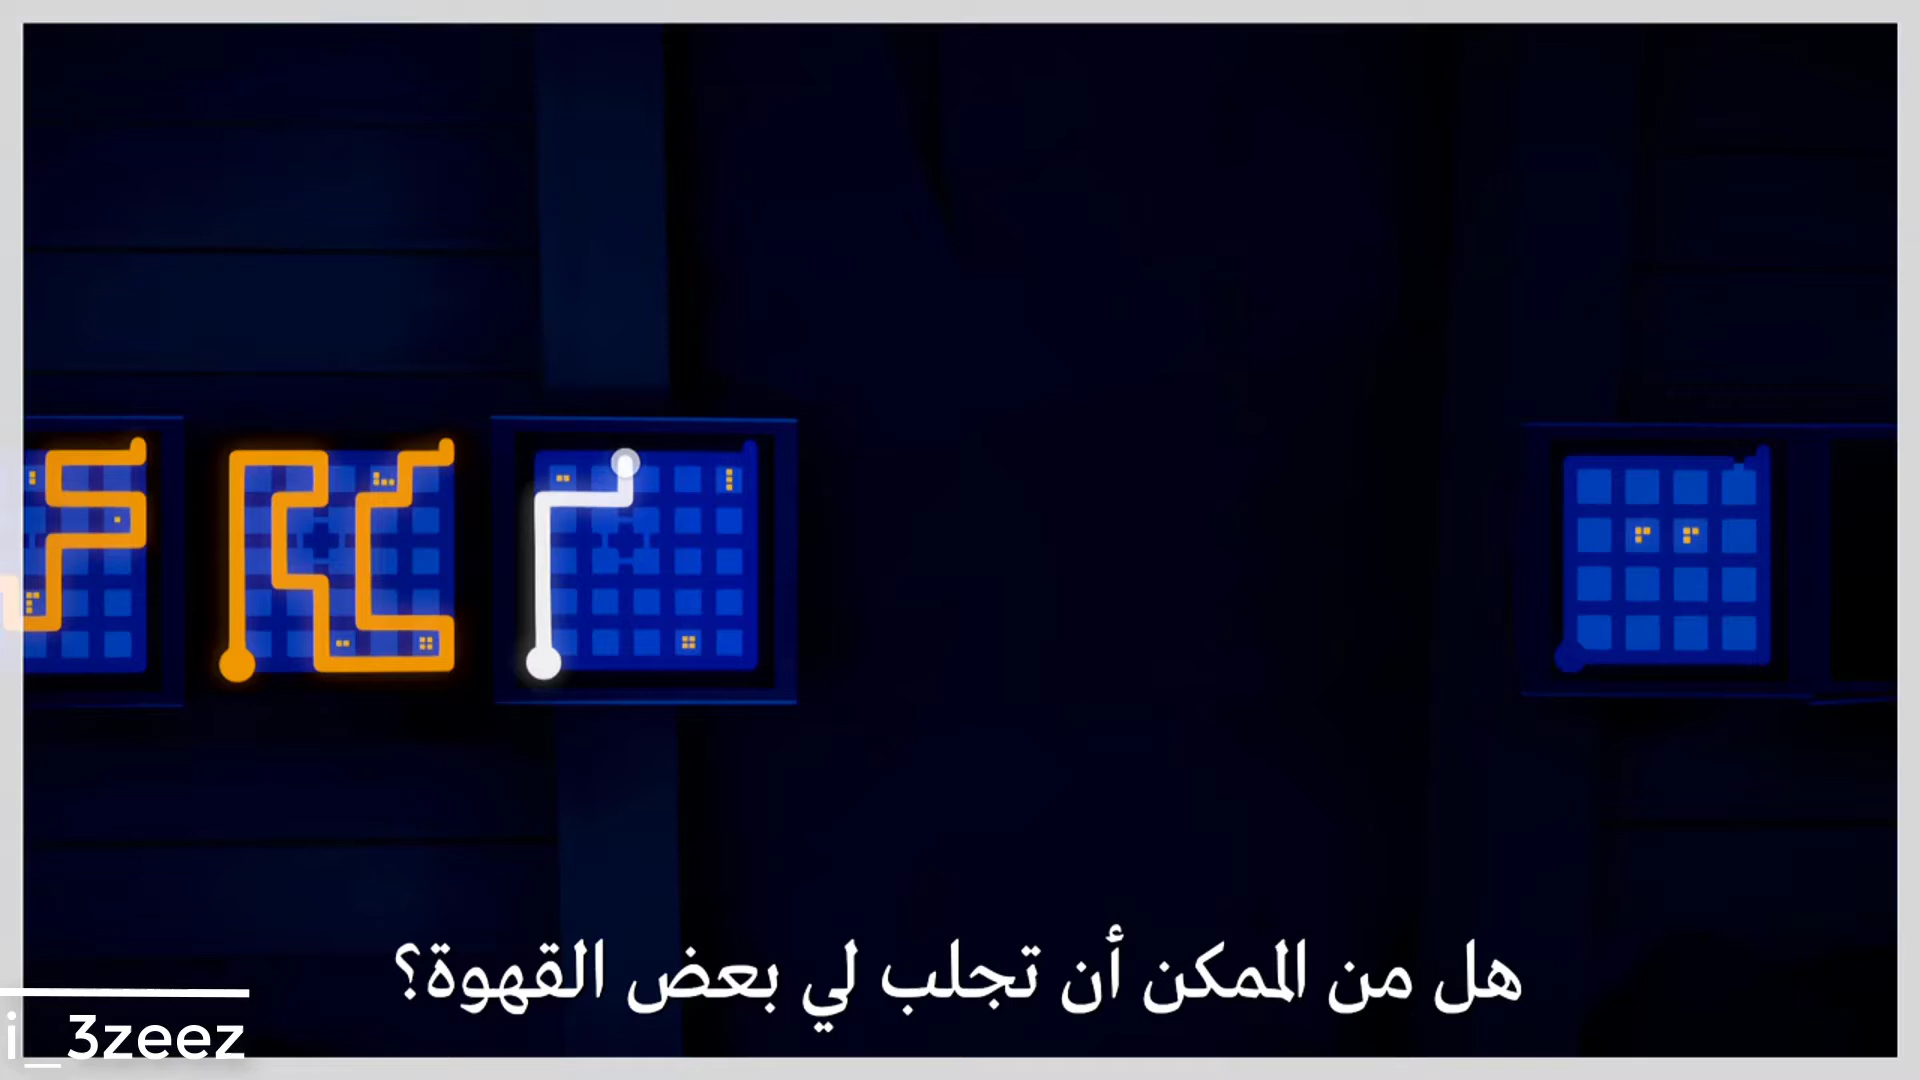 هل من الممكن أن تجلب لي بعض القهوة؟
i_3zeez